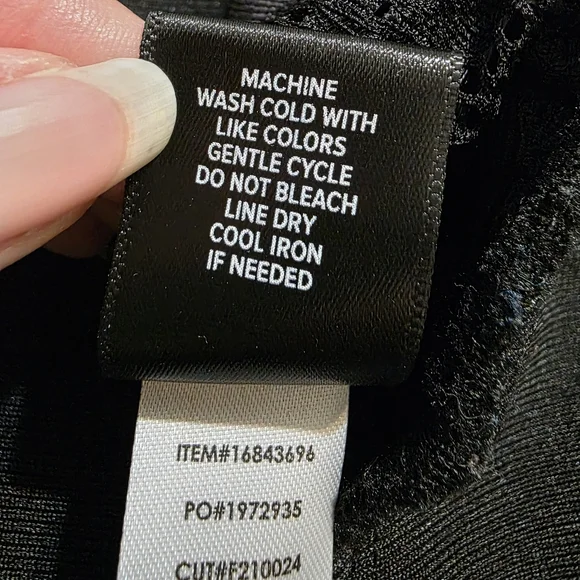 MACHINE
WASH COLD WITH
LIKE COLORS
GENTLE CYCLE
DO NOT BLEACH
LINE DRY
COOL IRON
IF NEEDED
ITEM#16843696
PO#1972935
CUT#F210024